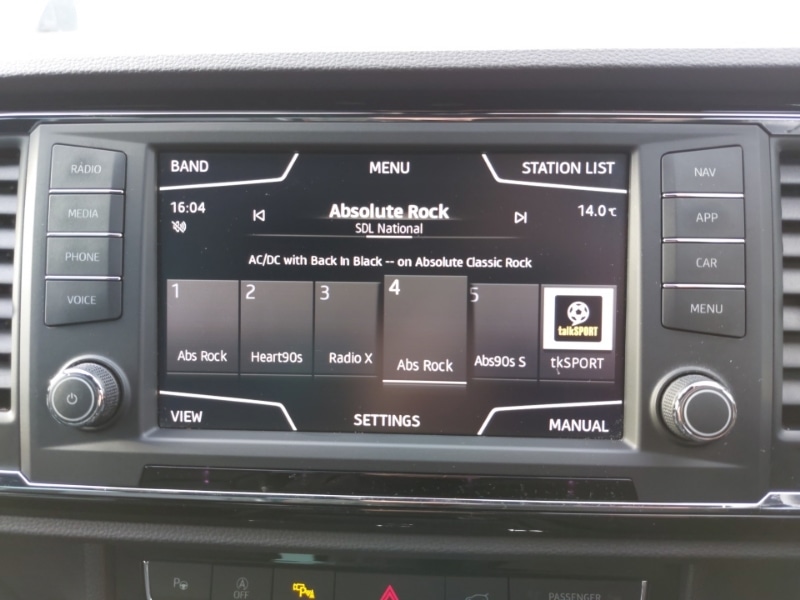 RADIO
MEDIA
PHONE
VOICE
BAND MENU STATION LIST
16:04 Absolute Rock 14.0°C
SDL National
AC/DC with Back In Black -- on Absolute Classic Rock
1 2 3 4 5
talkSPORT
Abs Rock Heart90s Radio X Abs Rock Abs90s S tkSPORT
VIEW SETTINGS MANUAL
NAV
APP
CAR
MENU
P A OFF P PASSENGER